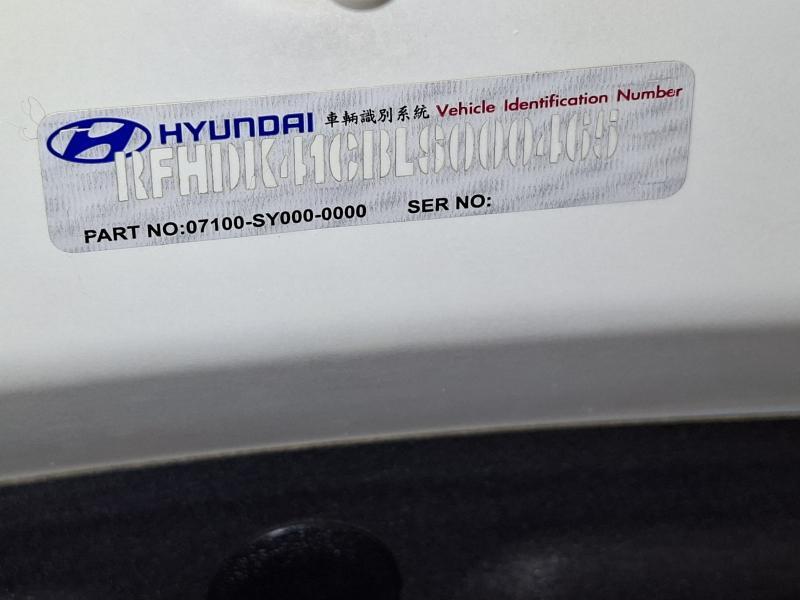 HYUNDAI 車輛識別系統 Vehicle Identification Number
RFHDK41CBLS000465
PART NO:07100-SY000-0000 SER NO: